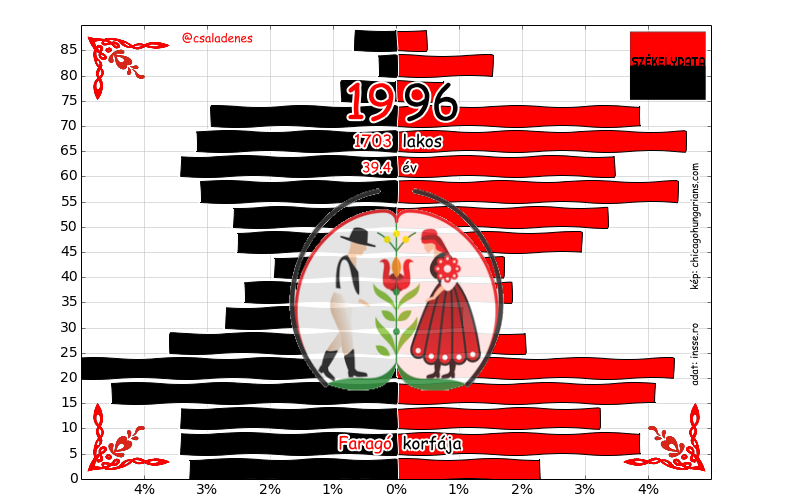 @csaladenes
SZÉKELYDATA
1996
1703 lakos
39.4 év
Faragó korfája
kép: chicagohungarians.com
adat: insse.ro
85
80
75
70
65
60
55
50
45
40
35
30
25
20
15
10
5
0
4% 3% 2% 1% 0% 1% 2% 3% 4%